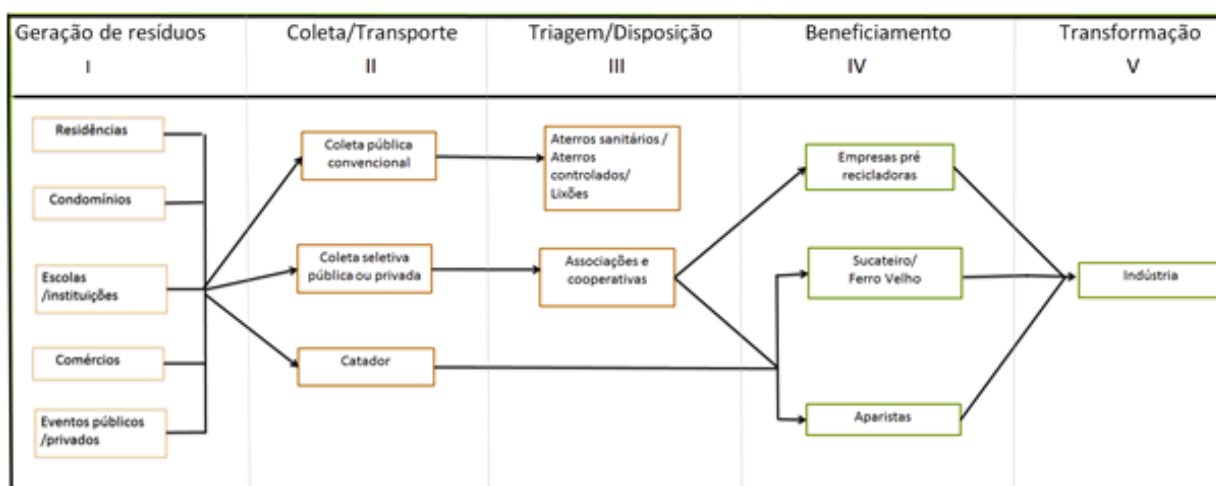 Geração de resíduos
I
Coleta/Transporte
II
Triagem/Disposição
III
Beneficiamento
IV
Transformação
V
Residências
Condomínios
Escolas
/instituições
Comércios
Eventos públicos
/privados
Coleta pública
convencional
Coleta seletiva
pública ou privada
Catador
Aterros sanitários /
Aterros
controlados/
Lixões
Associações e
cooperativas
Empresas pré
recicladoras
Sucateiro/
Ferro Velho
Aparistas
Indústria